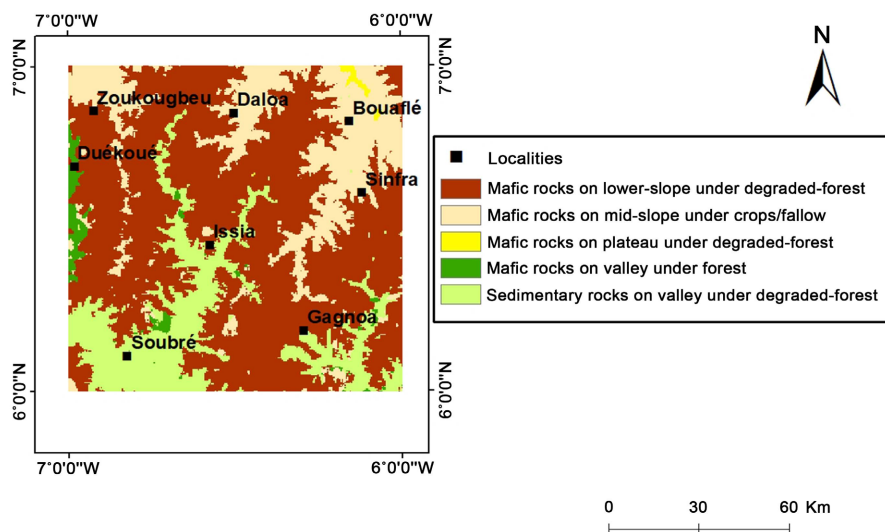 7˚0'0"W
6˚0'0"W
N
7˚0'0"N
7˚0'0"N
Zoukougbeu
Daloa
Bouaflé
Duékoué
Sinfra
Issia
Gagnoa
Soubré
6˚0'0"N
6˚0'0"N
7˚0'0"W
6˚0'0"W
Localities
Mafic rocks on lower-slope under degraded-forest
Mafic rocks on mid-slope under crops/fallow
Mafic rocks on plateau under degraded-forest
Mafic rocks on valley under forest
Sedimentary rocks on valley under degraded-forest
0 30 60 Km